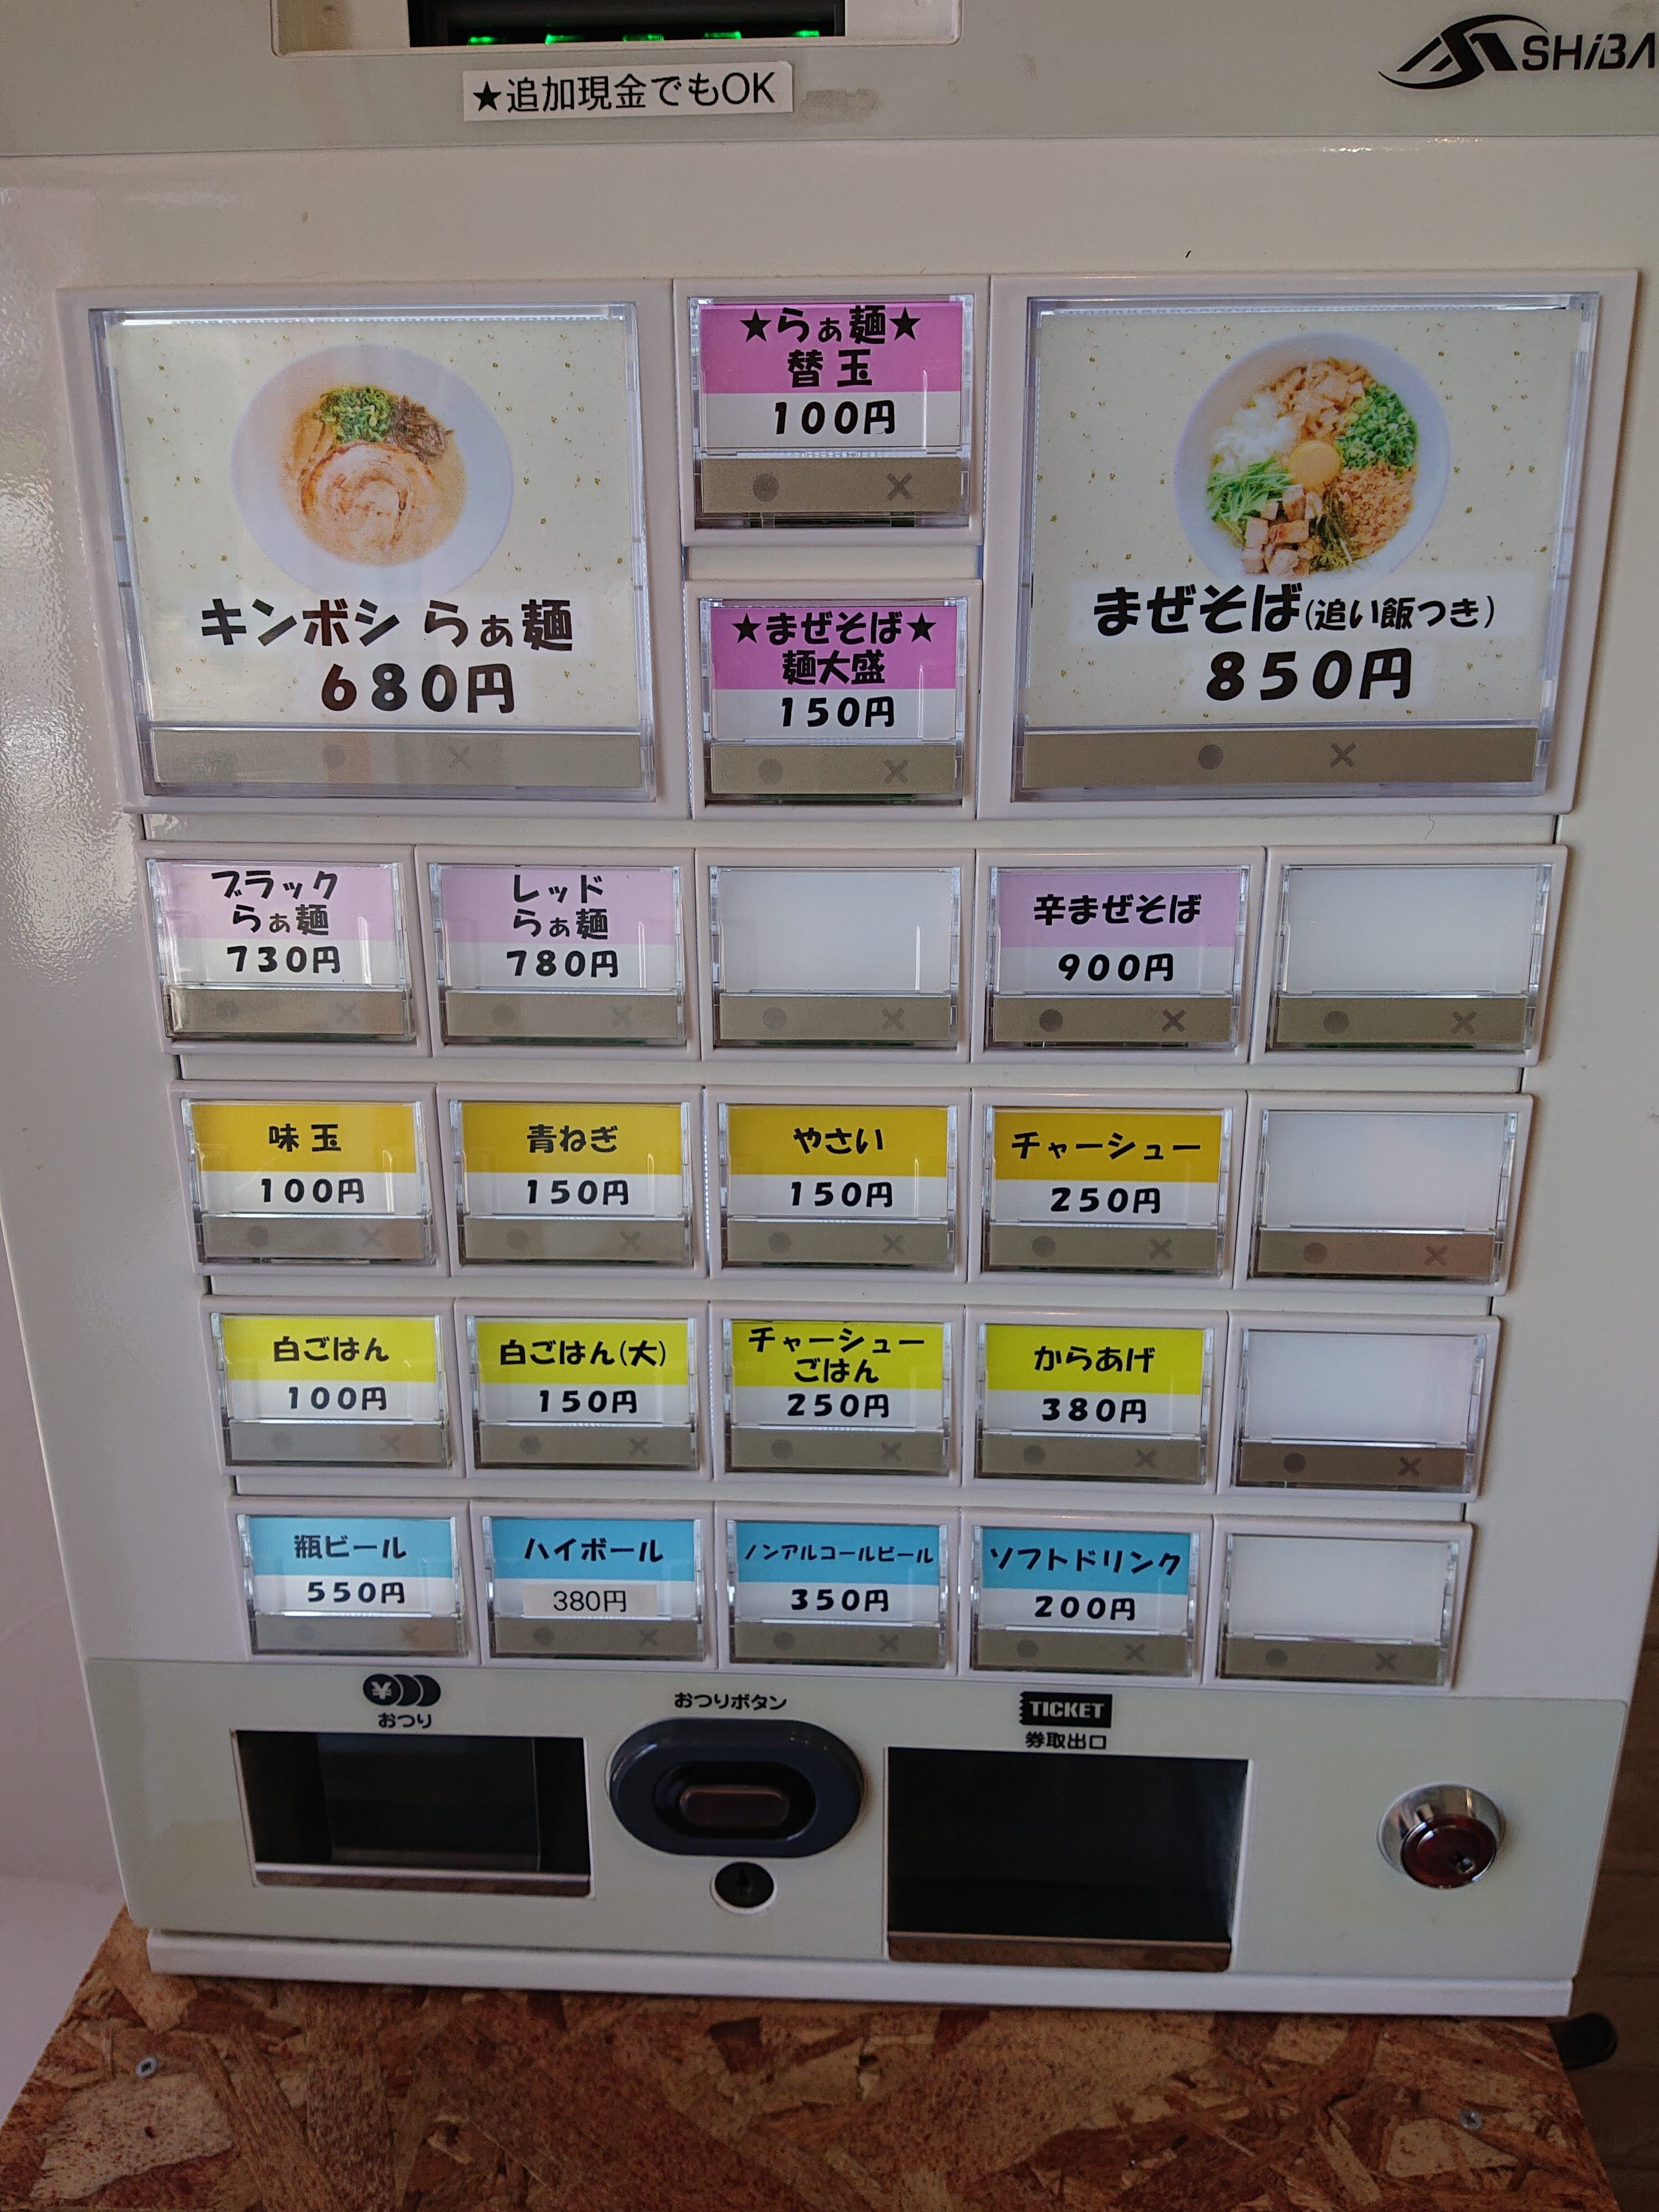 ★追加現金でもOK
SHiBA
★らぁ麺★
替玉
100円
キンボシ らぁ麺
680円
★まぜそば★
麺大盛
150円
まぜそば(追い飯つき)
850円
ブラック
らぁ麺
730円
レッド
らぁ麺
780円
辛まぜそば
900円
味玉
100円
青ねぎ
150円
やさい
150円
チャーシュー
250円
白ごはん
100円
白ごはん(大)
150円
チャーシュー
ごはん
250円
からあげ
380円
瓶ビール
550円
ハイボール
380円
ノンアルコールビール
350円
ソフトドリンク
200円
¥
おつり
おつりボタン
TICKET
券取出口